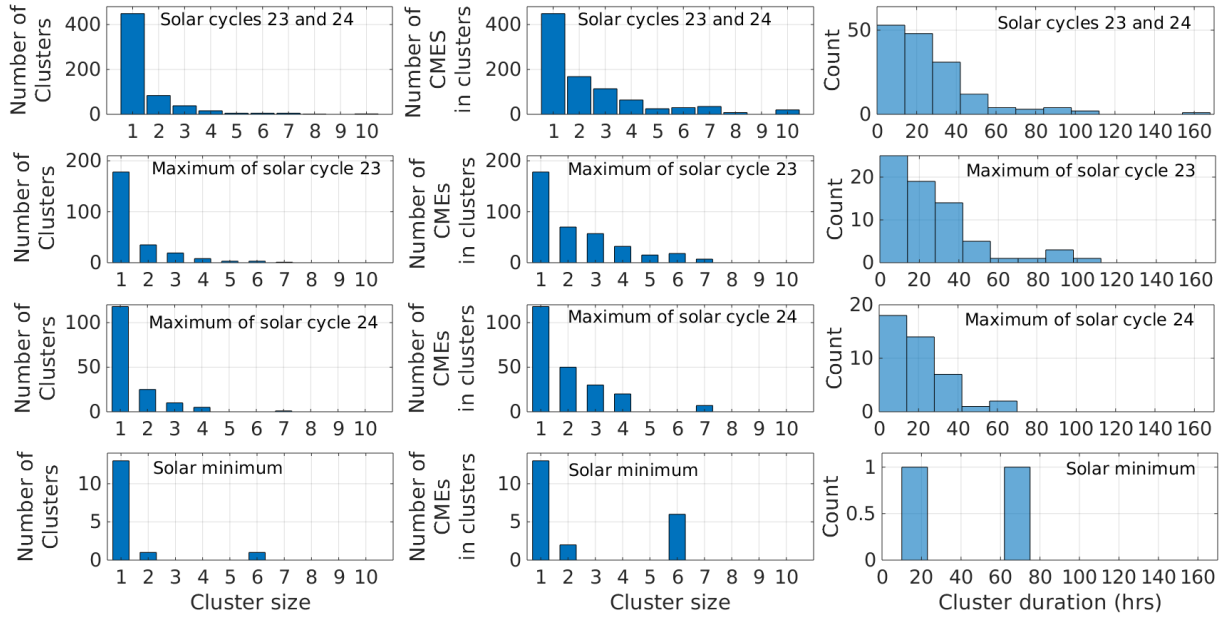 Number of
Clusters
400
200
0
Solar cycles 23 and 24
1 2 3 4 5 6 7 8 9 10
Number of
CMES
in clusters
400
200
0
Solar cycles 23 and 24
1 2 3 4 5 6 7 8 9 10
Count
50
0
Solar cycles 23 and 24
0 20 40 60 80 100 120 140 160
Number of
Clusters
200
100
0
Maximum of solar cycle 23
1 2 3 4 5 6 7 8 9 10
Number of
CMEs
in clusters
200
100
0
Maximum of solar cycle 23
1 2 3 4 5 6 7 8 9 10
Count
20
10
0
Maximum of solar cycle 23
0 20 40 60 80 100 120 140 160
Number of
Clusters
100
50
0
Maximum of solar cycle 24
1 2 3 4 5 6 7 8 9 10
Number of
CMEs
in clusters
100
50
0
Maximum of solar cycle 24
1 2 3 4 5 6 7 8 9 10
Count
20
10
0
Maximum of solar cycle 24
0 20 40 60 80 100 120 140 160
Number of
Clusters
10
5
0
Solar minimum
1 2 3 4 5 6 7 8 9 10
Cluster size
Number of
CMEs
in clusters
10
5
0
Solar minimum
1 2 3 4 5 6 7 8 9 10
Cluster size
Count
1
0.5
0
Solar minimum
0 20 40 60 80 100 120 140 160
Cluster duration (hrs)